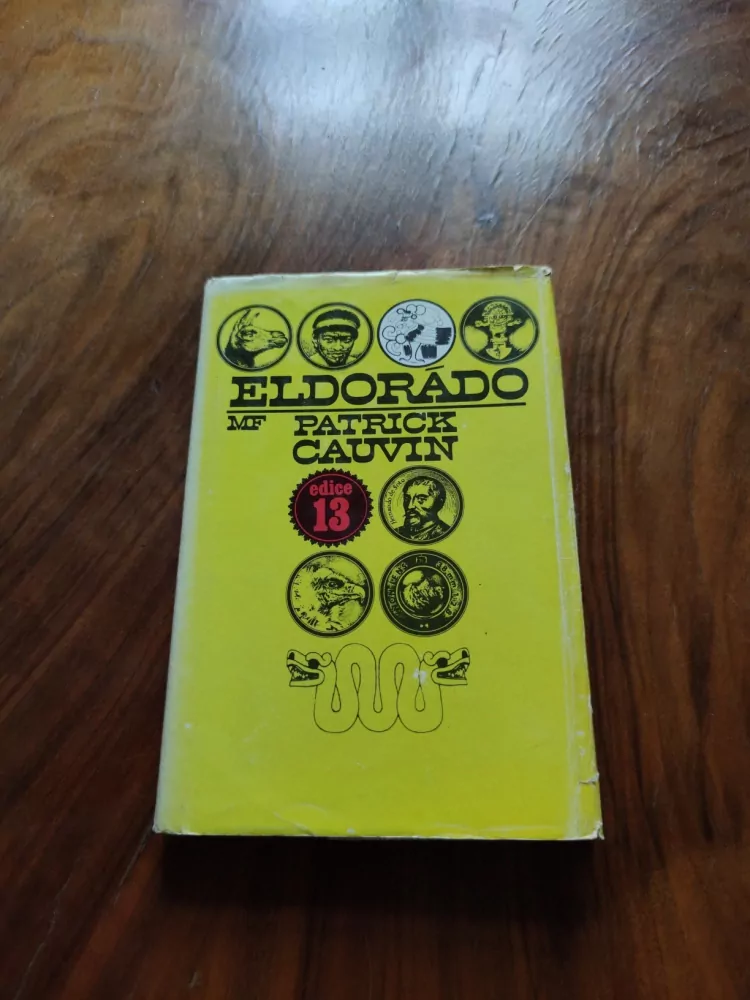 ELDORÁDO
MF PATRICK
CAUVIN
edice
13